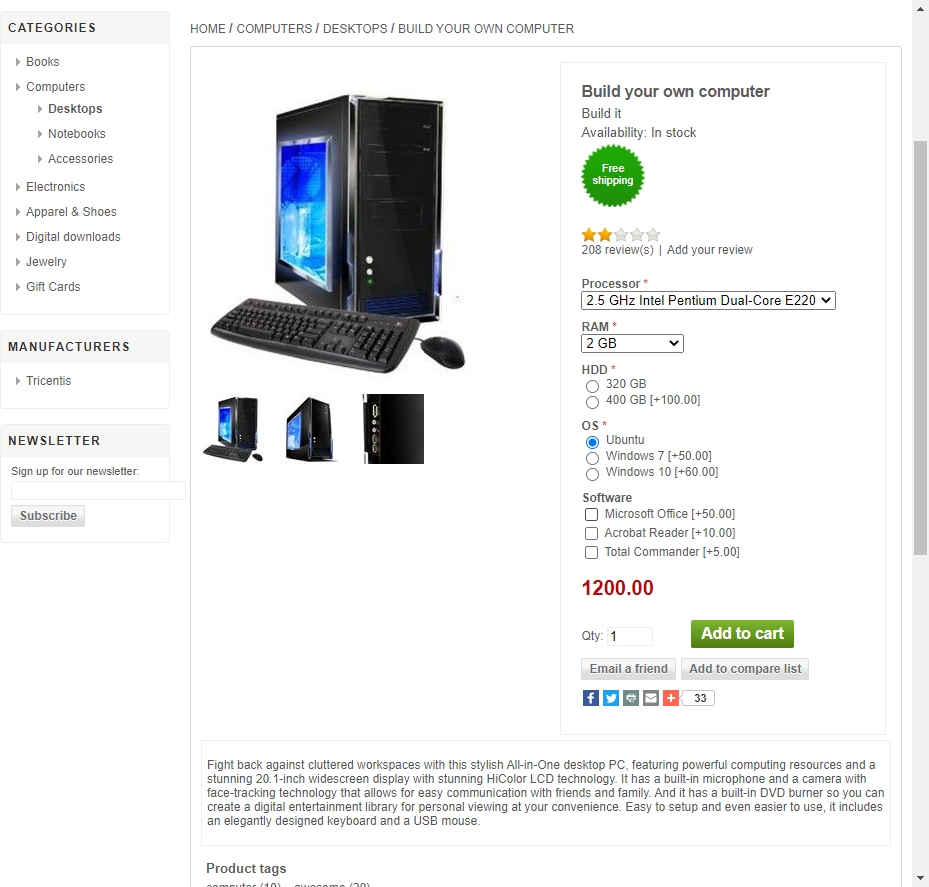 CATEGORIES
Books
Computers
Desktops
Notebooks
Accessories
Electronics
Apparel & Shoes
Digital downloads
Jewelry
Gift Cards
MANUFACTURERS
Tricentis
NEWSLETTER
Sign up for our newsletter:
Subscribe
HOME / COMPUTERS / DESKTOPS / BUILD YOUR OWN COMPUTER
Build your own computer
Build it
Availability: In stock
Free
shipping
208 review(s) | Add your review
Processor *
2.5 GHz Intel Pentium Dual-Core E220
RAM *
2 GB
HDD *
320 GB
400 GB [+100.00]
OS *
Ubuntu
Windows 7 [+50.00]
Windows 10 [+60.00]
Software
Microsoft Office [+50.00]
Acrobat Reader [+10.00]
Total Commander [+5.00]
1200.00
Qty: 1
Add to cart
Email a friend
Add to compare list
33
Fight back against cluttered workspaces with this stylish All-in-One desktop PC, featuring powerful computing resources and a
stunning 20.1-inch widescreen display with stunning HiColor LCD technology. It has a built-in microphone and a camera with
face-tracking technology that allows for easy communication with friends and family. And it has a built-in DVD burner so you can
create a digital entertainment library for personal viewing at your convenience. Easy to setup and even easier to use, it includes
an elegantly designed keyboard and a USB mouse.
Product tags
computer (10) awesome (20)